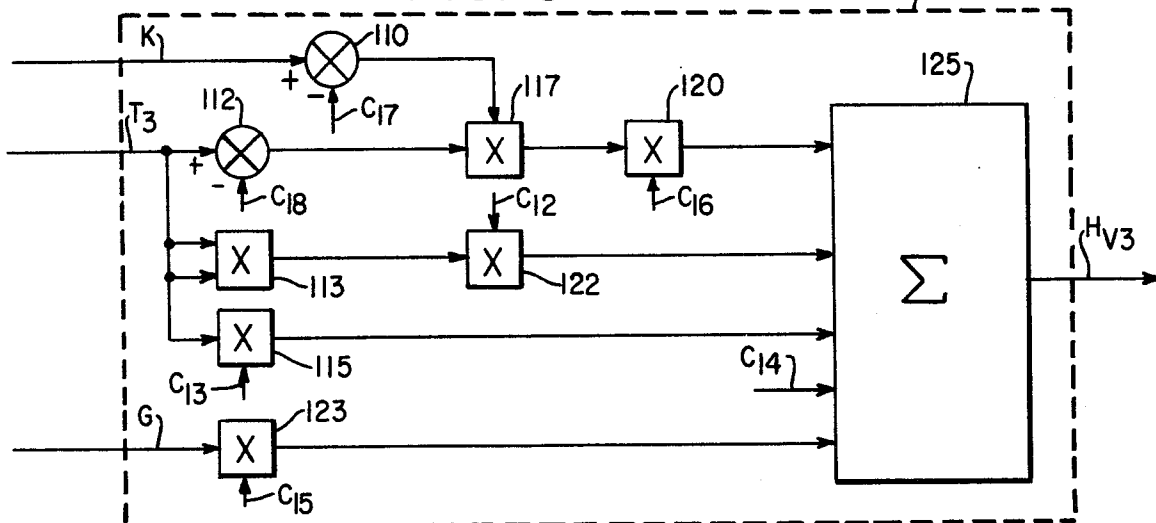 K
110
+
-
C17
117
120
125
T3
112
+
-
C18
X
X
C16
C12
HV3
X
113
X
122
Σ
X
115
C13
C14
G
123
X
C15